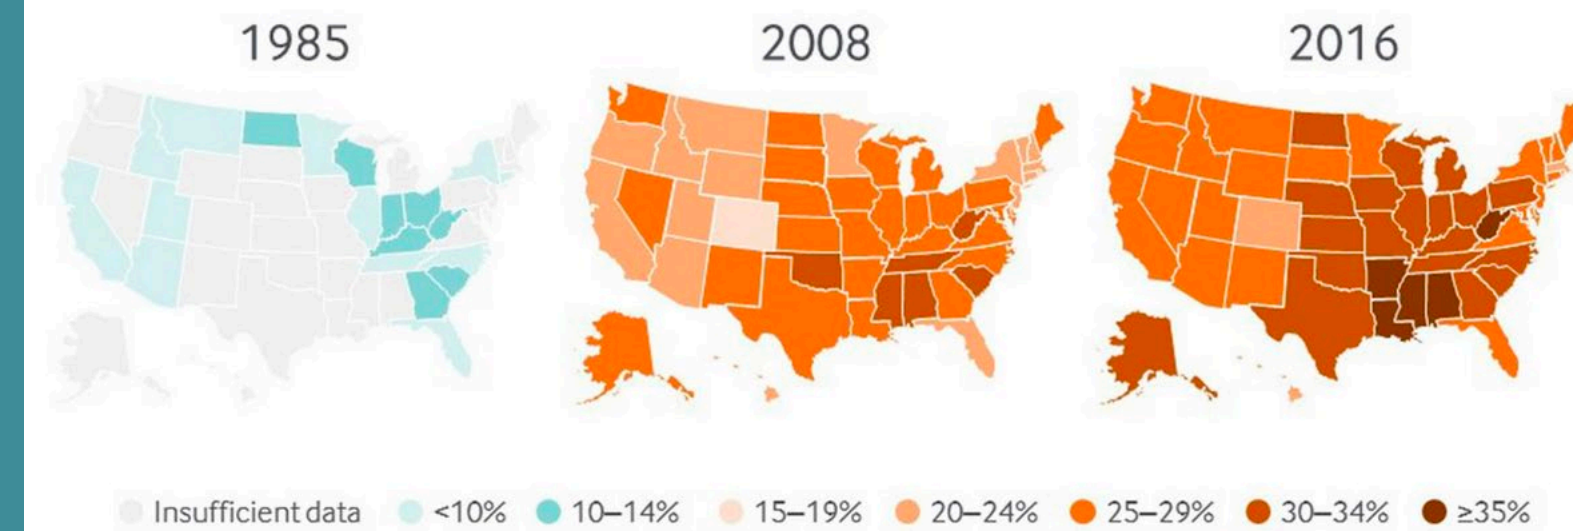 1985 2008 2016
Insufficient data <10% 10–14% 15–19% 20–24% 25–29% 30–34% ≥35%